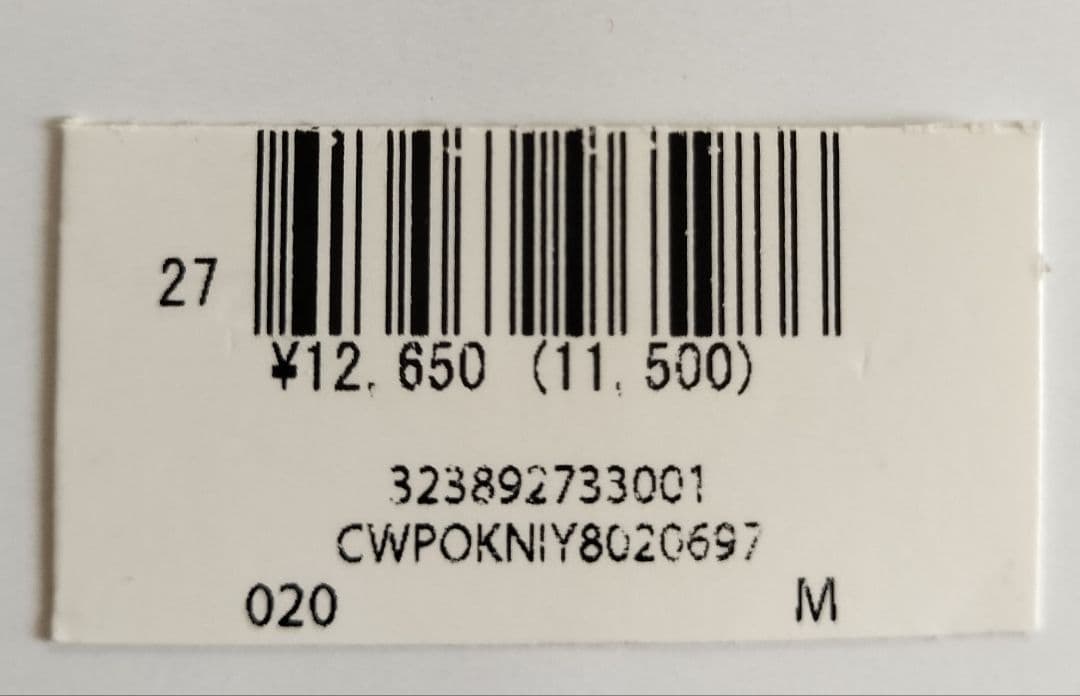 27
¥12,650 (11,500)
323892733001
CWPOKNIY8020697
020 M